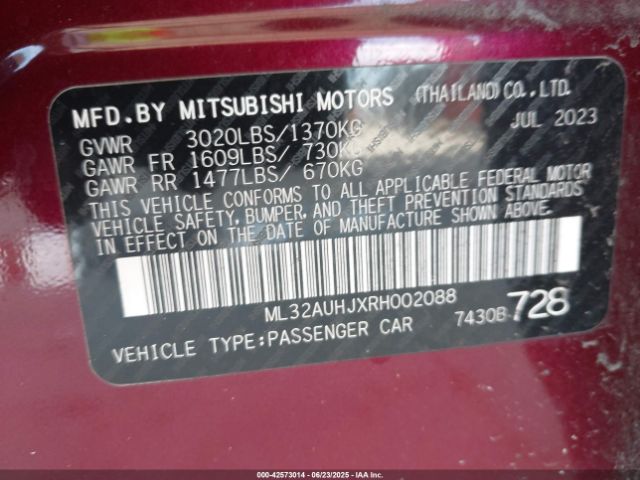 MFD.BY MITSUBISHI MOTORS (THAILAND) CO., LTD.
GVWR 3020LBS/1370KG JUL 2023
GAWR FR 1609LBS/ 730KG
GAWR RR 1477LBS/ 670KG
THIS VEHICLE CONFORMS TO ALL APPLICABLE FEDERAL MOTOR
VEHICLE SAFETY, BUMPER, AND THEFT PREVENTION STANDARDS
IN EFFECT ON THE DATE OF MANUFACTURE SHOWN ABOVE.
ML32AUHJXRH002088
VEHICLE TYPE:PASSENGER CAR 7430B-728
000-42573014 - 06/23/2025 - IAAI.COM